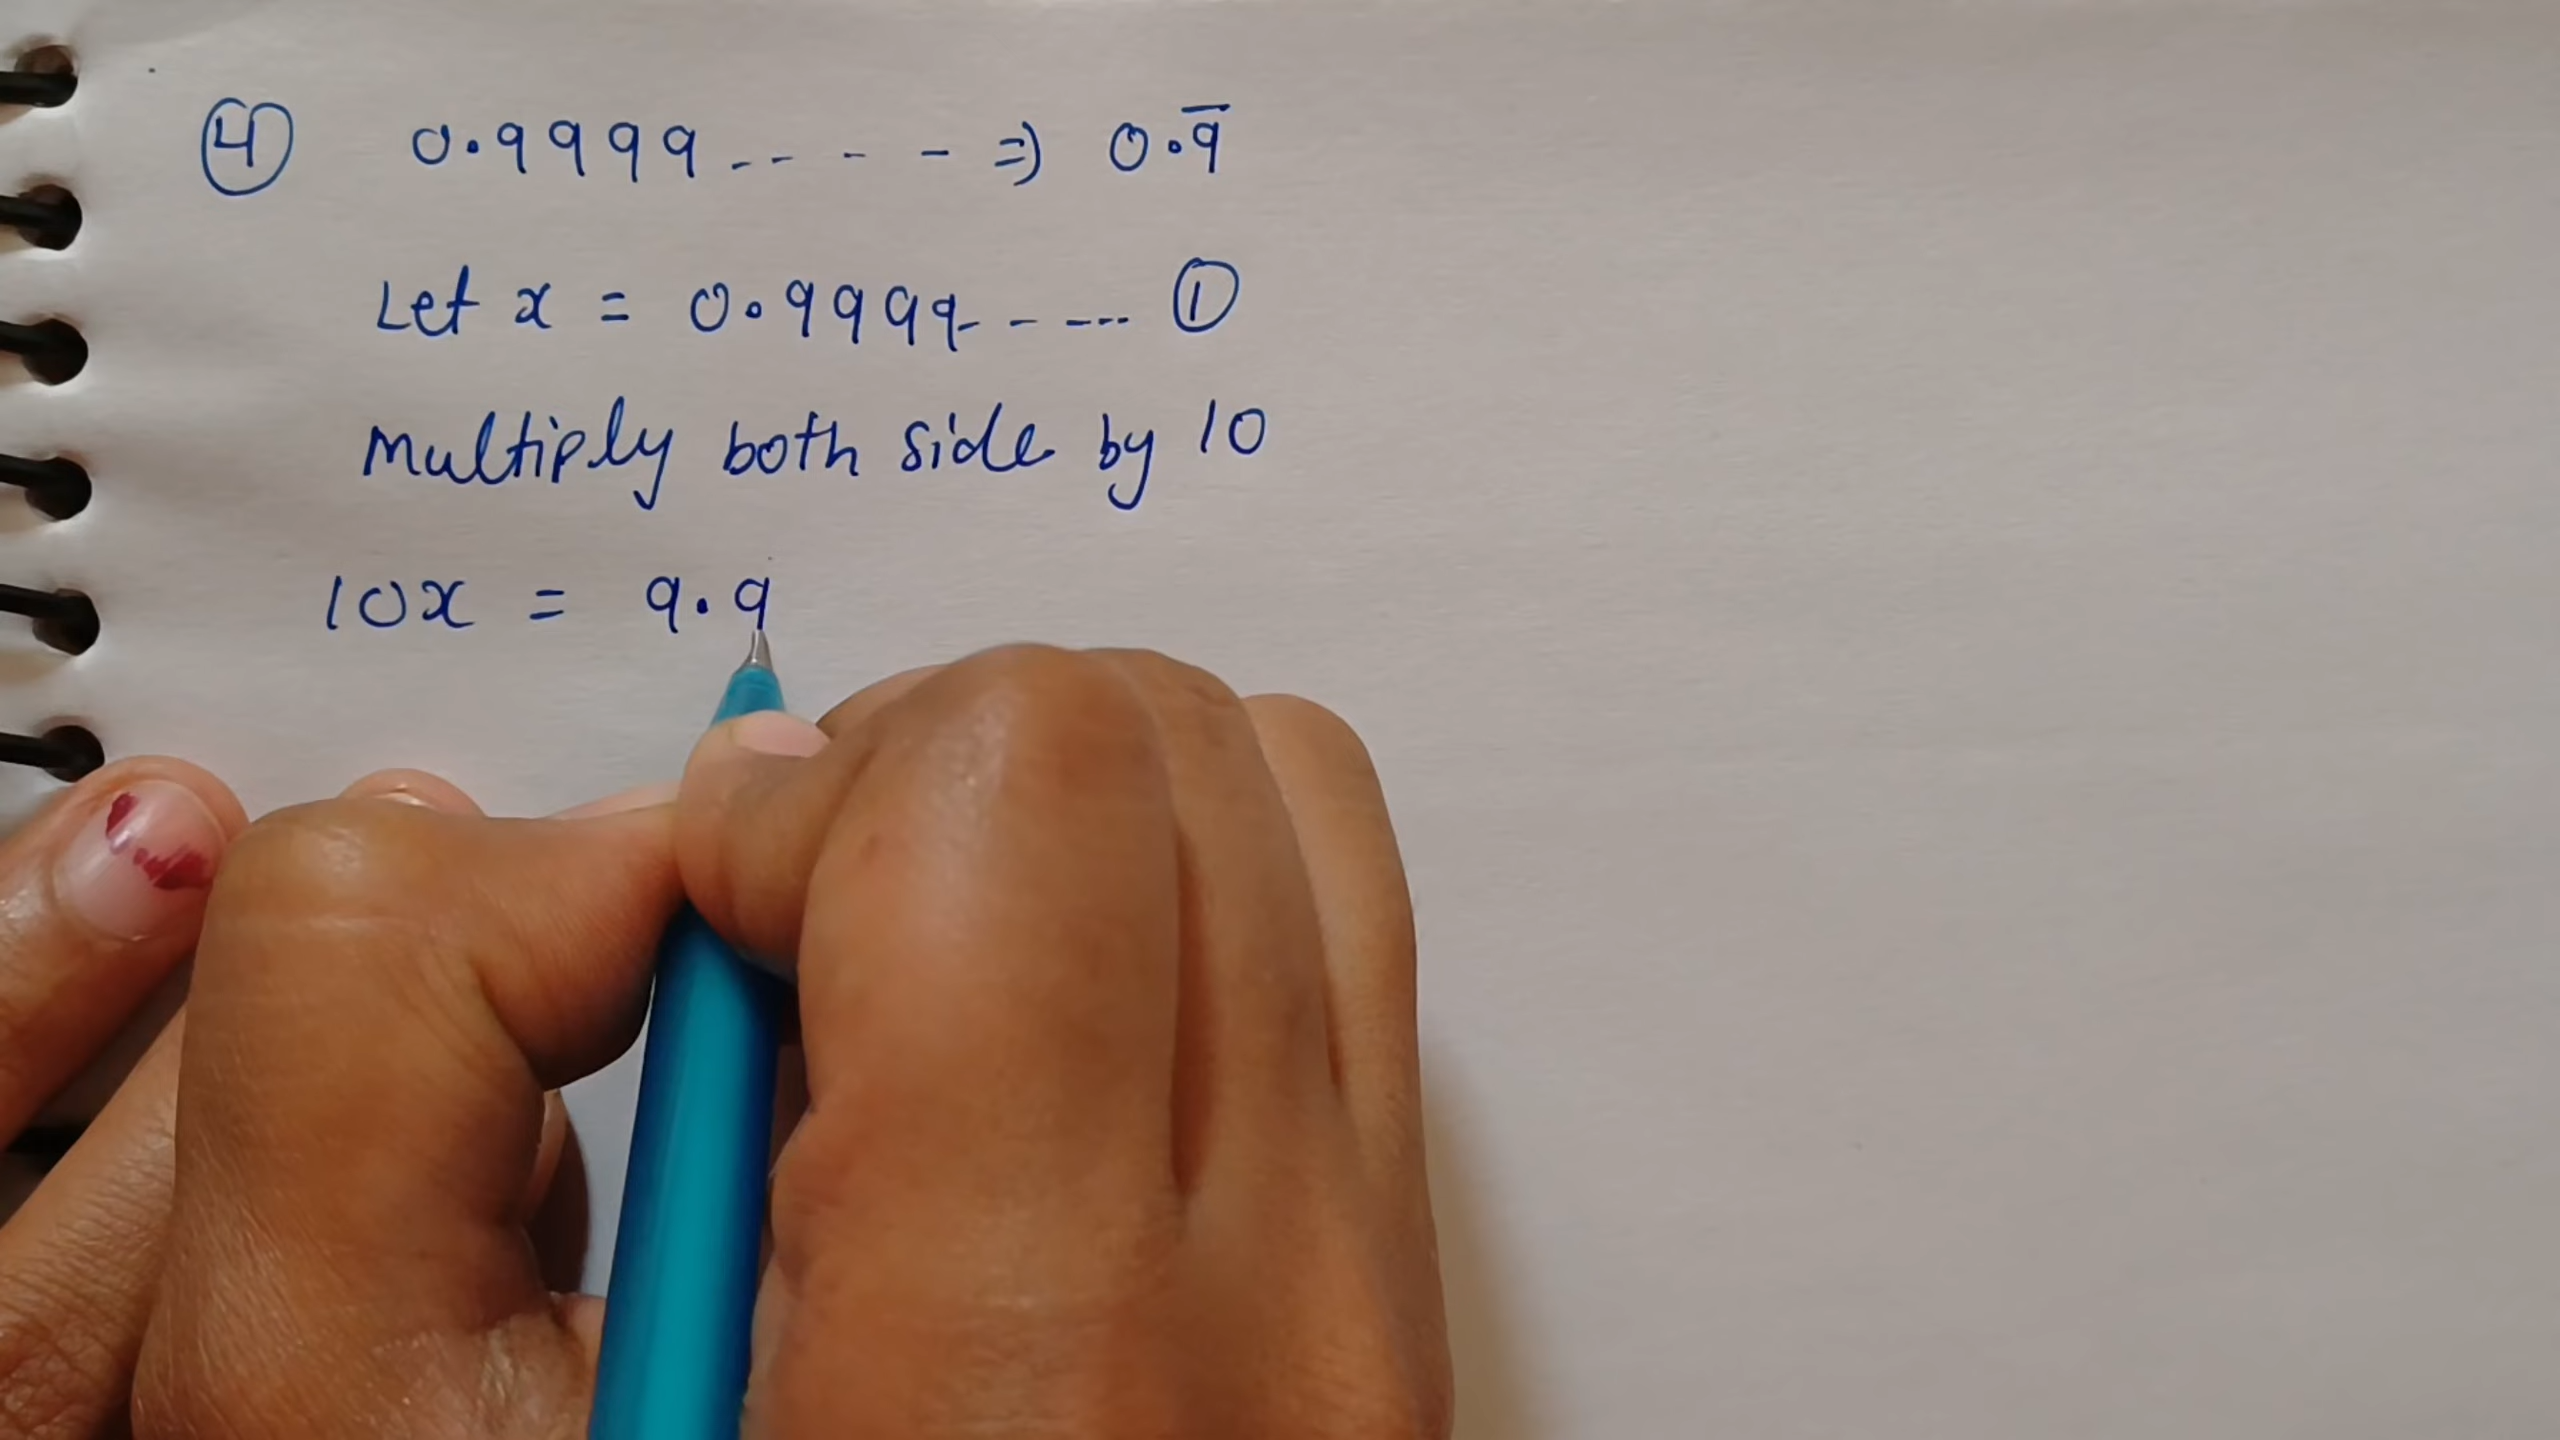 ④ 0.9999..---- ⇒ 0.9̅
Let x = 0.9999----... ①
Multiply both side by 10
10x = 9.9